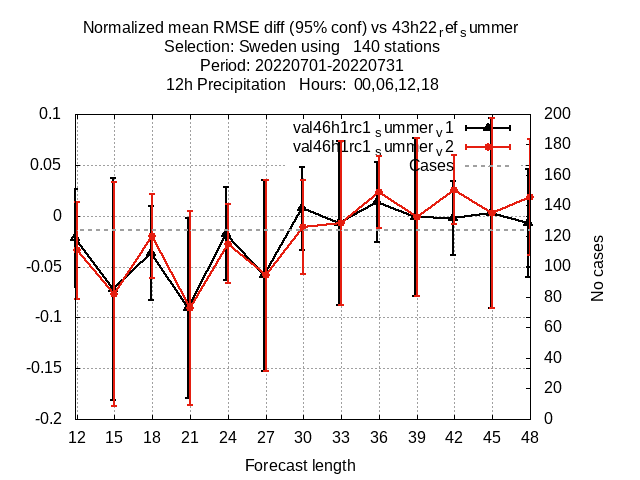 Normalized mean RMSE diff (95% conf) vs 43h22refsummer
Selection: Sweden using 140 stations
Period: 20220701-20220731
12h Precipitation Hours: 00,06,12,18
val46h1rc1summerv1
val46h1rc1summerv2
Cases
0.1
0.05
0
-0.05
-0.1
-0.15
-0.2
200
180
160
140
120
100
80
60
40
20
0
No cases
12 15 18 21 24 27 30 33 36 39 42 45 48
Forecast length